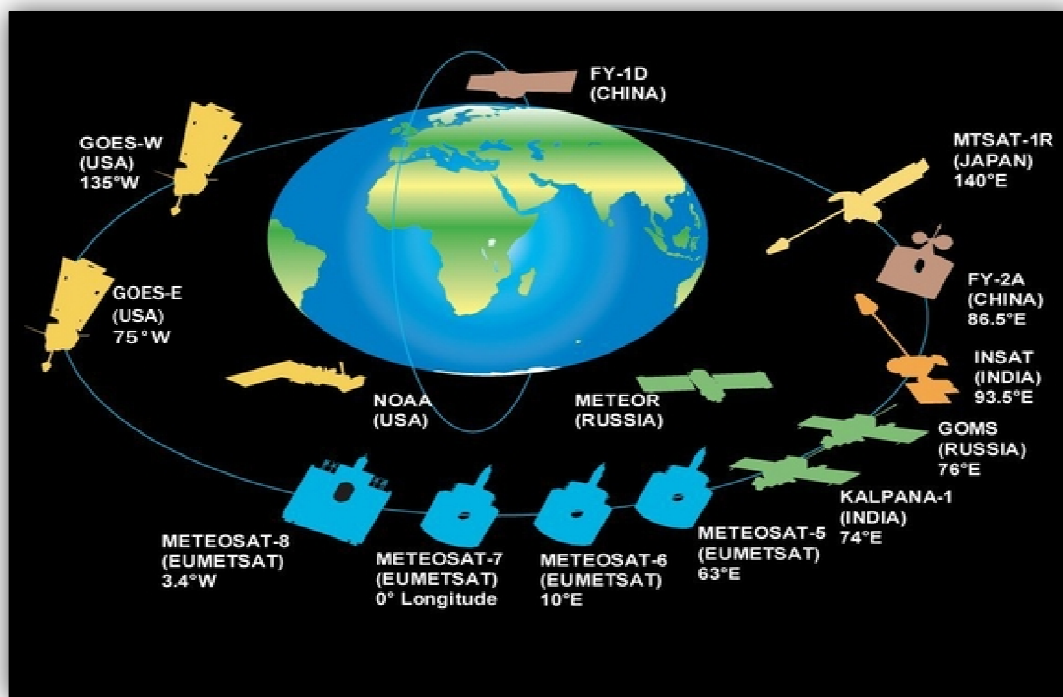 FY-1D
(CHINA)
GOES-W
(USA)
135°W
MTSAT-1R
(JAPAN)
140°E
GOES-E
(USA)
75°W
FY-2A
(CHINA)
86.5°E
INSAT
(INDIA)
93.5°E
NOAA
(USA)
METEOR
(RUSSIA)
GOMS
(RUSSIA)
76°E
KALPANA-1
(INDIA)
74°E
METEOSAT-8
(EUMETSAT)
3.4°W
METEOSAT-7
(EUMETSAT)
0° Longitude
METEOSAT-6
(EUMETSAT)
10°E
METEOSAT-5
(EUMETSAT)
63°E